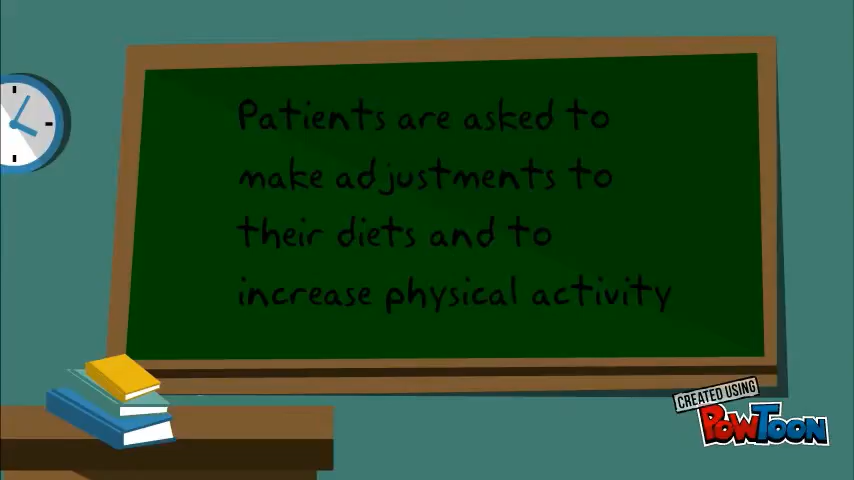 Patients are asked to
make adjustments to
their diets and to
increase physical activity
CREATED USING
POWTOON